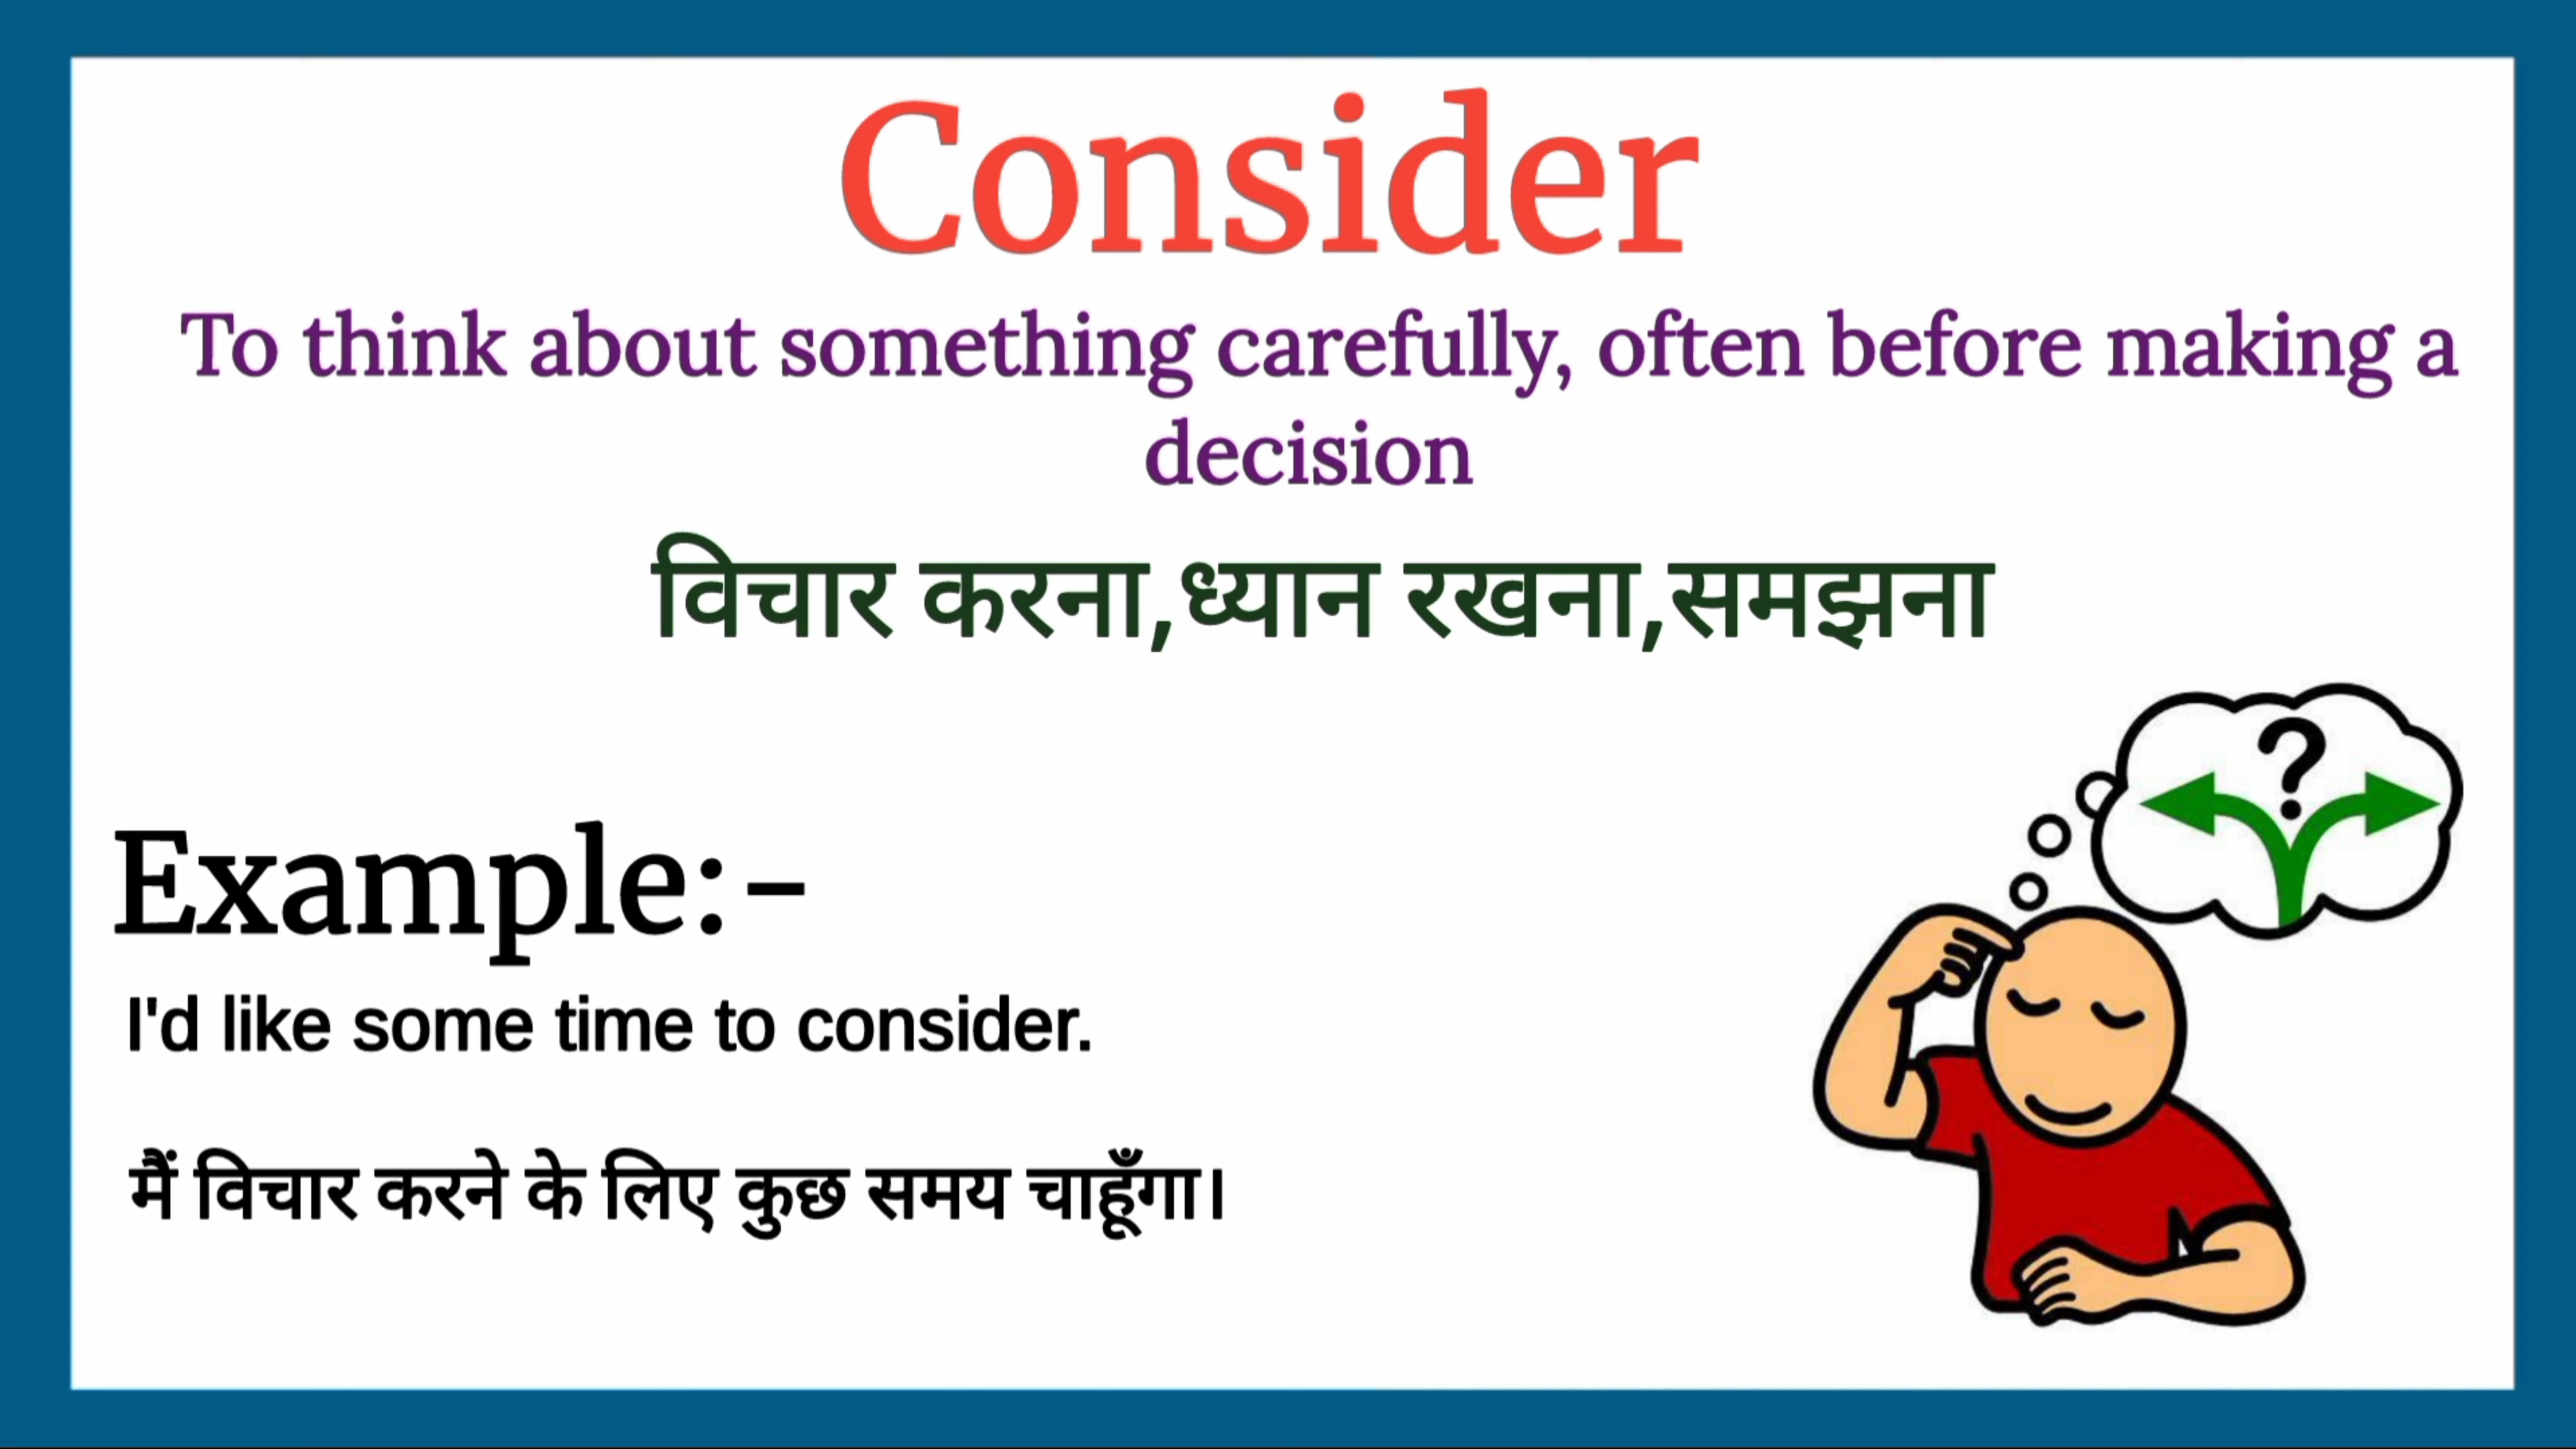 Consider
To think about something carefully, often before making a
decision
विचार करना,ध्यान रखना,समझना
?
Example:-
I'd like some time to consider.
मैं विचार करने के लिए कुछ समय चाहूँगा।